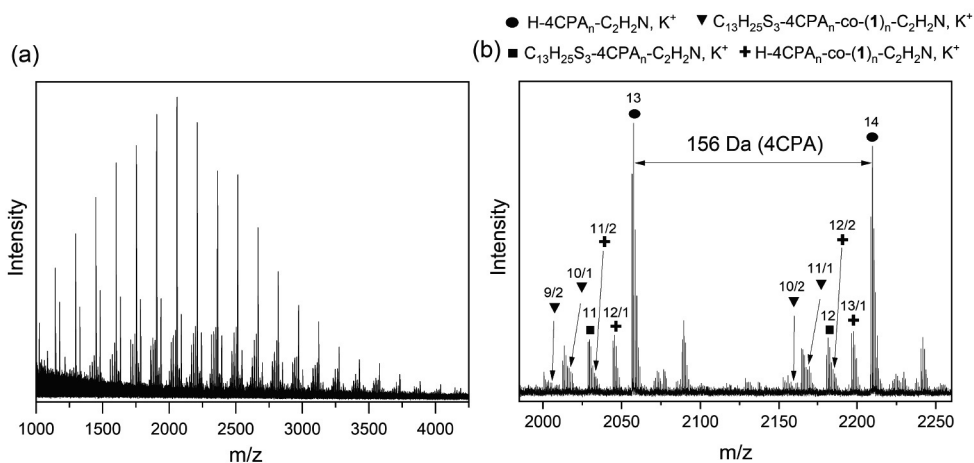 ● H-4CPAₙ-C₂H₂N, K⁺ ▼ C₁₃H₂₅S₃-4CPAₙ-co-(1)ₙ-C₂H₂N, K⁺
■ C₁₃H₂₅S₃-4CPAₙ-C₂H₂N, K⁺ ✚ H-4CPAₙ-co-(1)ₙ-C₂H₂N, K⁺
(a)
Intensity
1000 1500 2000 2500 3000 3500 4000
m/z
(b)
13
14
156 Da (4CPA)
11/2
12/2
10/1
11/1
9/2
10/2
11
12/1
12
13/1
Intensity
2000 2050 2100 2150 2200 2250
m/z